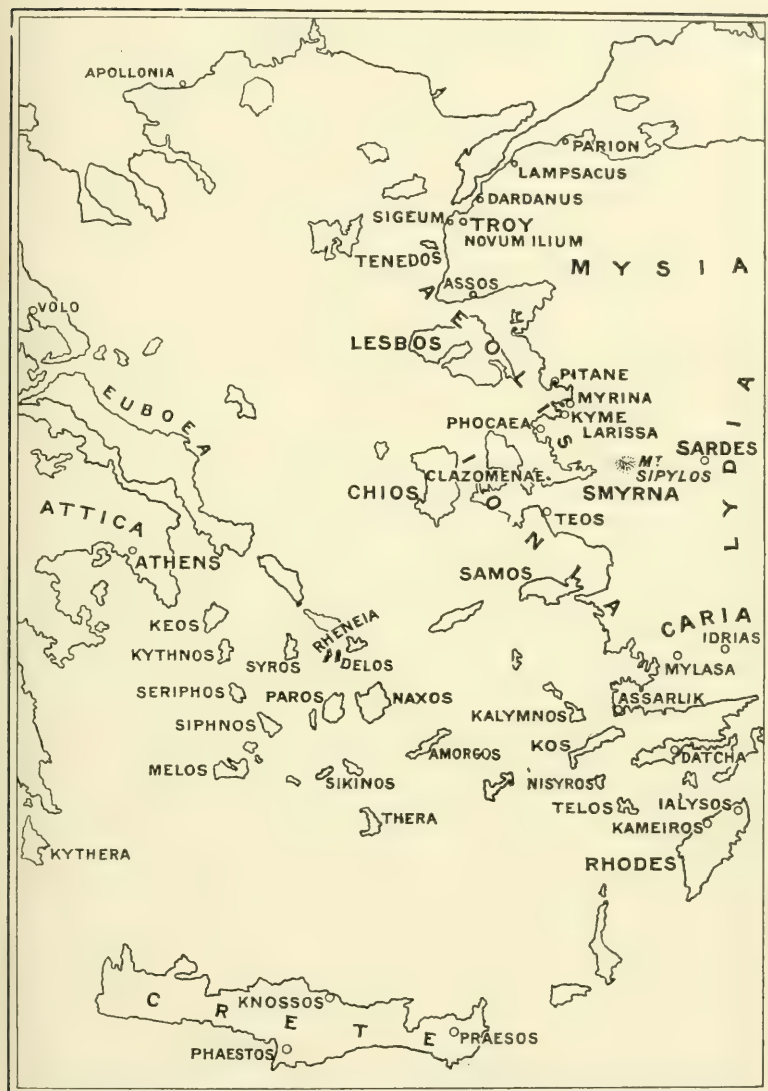 APOLLONIA
PARION
LAMPSACUS
DARDANUS
SIGEUM
TROY
NOVUM ILIUM
TENEDOS
MYSIA
ASSOS
AEOLIS
VOLO
LESBOS
EUBOEA
PITANE
MYRINA
KYME
PHOCAEA
LARISSA
SARDES
MT
SIPYLOS
LYDIA
CLAZOMENAE
CHIOS
SMYRNA
IONIA
TEOS
ATTICA
ATHENS
SAMOS
KEOS
RHENEIA
CARIA
IDRIAS
KYTHNOS
SYROS
DELOS
MYLASA
SERIPHOS
PAROS
NAXOS
ASSARLIK
KALYMNOS
SIPHNOS
AMORGOS
KOS
DATCHA
MELOS
SIKINOS
NISYROS
TELOS
IALYSOS
THERA
KAMEIROS
KYTHERA
RHODES
CRETE
KNOSSOS
PRAESOS
PHAESTOS